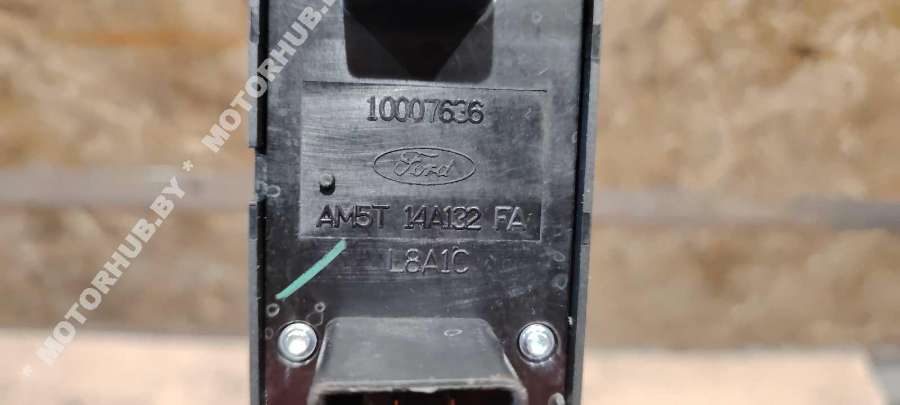 10007636
Ford
AM5T 14A132 FA
L8A1C
* MOTORHUB.BY * MOTORHUB.BY *